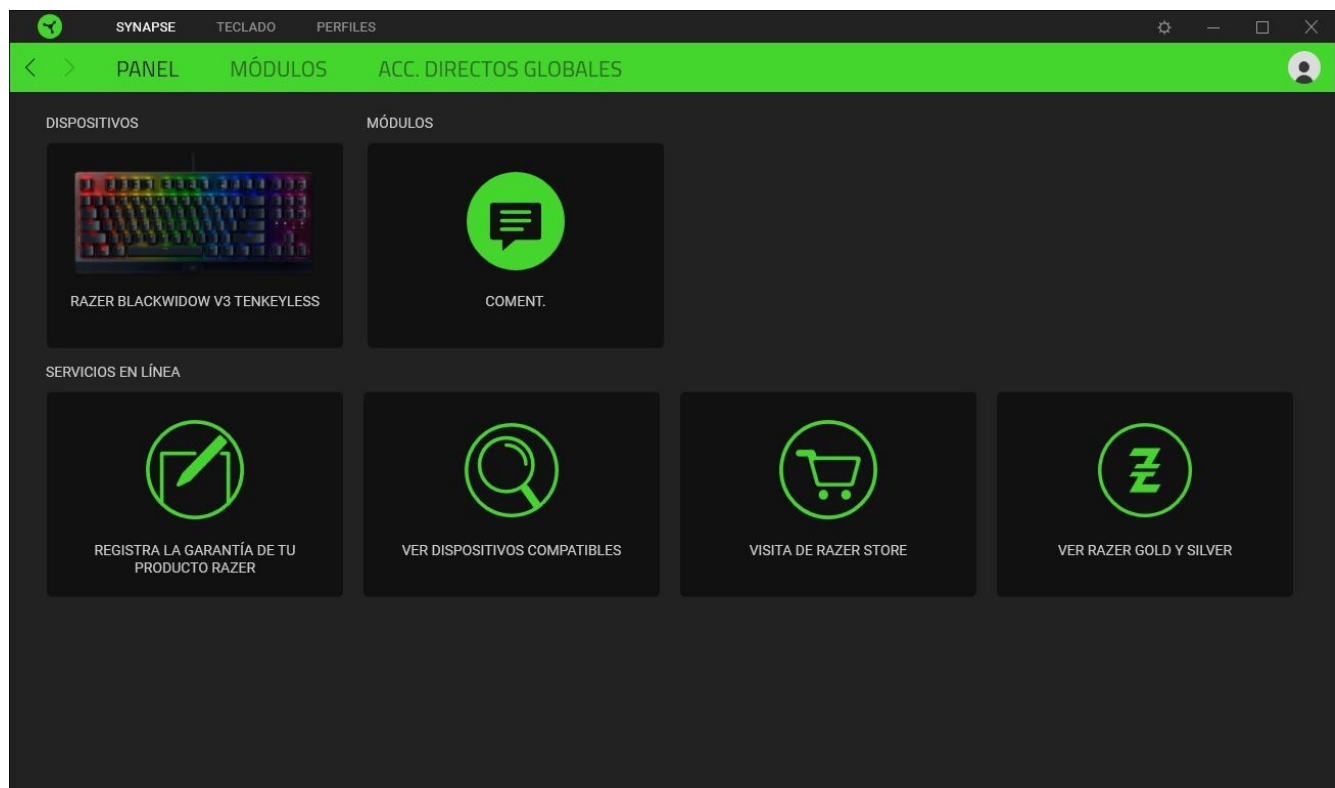 SYNAPSE TECLADO PERFILES
PANEL MÓDULOS ACC. DIRECTOS GLOBALES
DISPOSITIVOS MÓDULOS
RAZER BLACKWIDOW V3 TENKEYLESS COMENT.
SERVICIOS EN LÍNEA
REGISTRA LA GARANTÍA DE TU
PRODUCTO RAZER
VER DISPOSITIVOS COMPATIBLES
VISITA DE RAZER STORE
VER RAZER GOLD Y SILVER